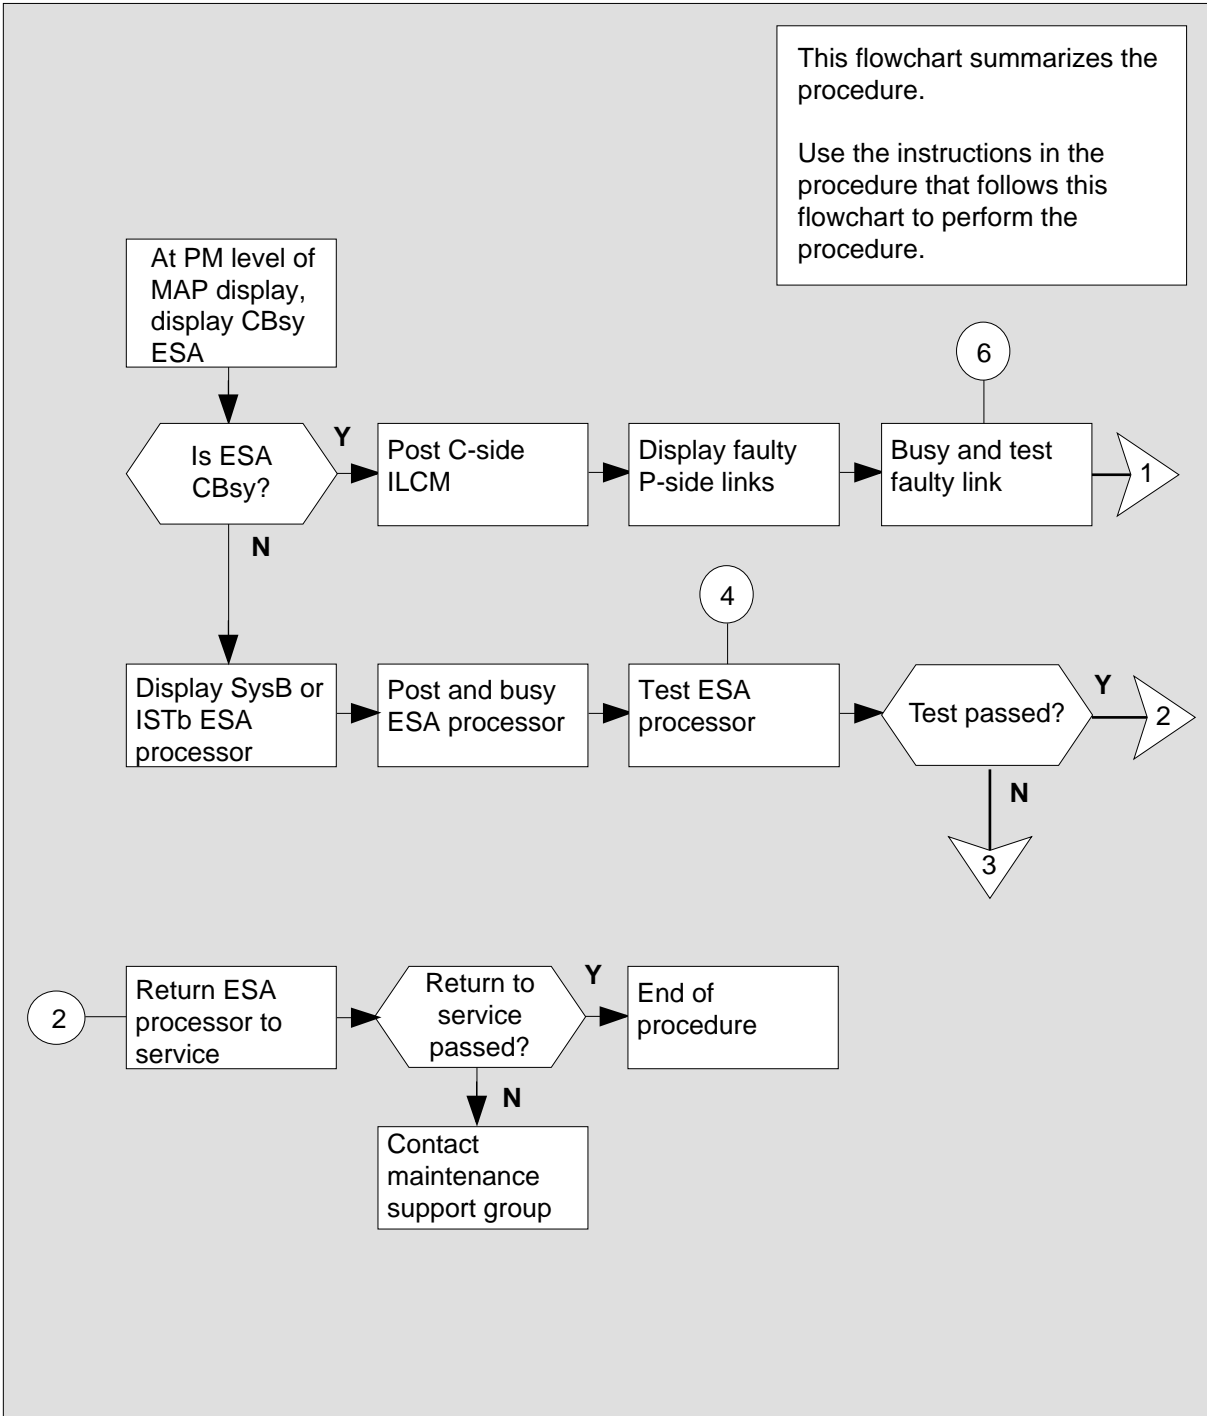 This flowchart summarizes the
procedure.
Use the instructions in the
procedure that follows this
flowchart to perform the
procedure.
At PM level of
MAP display,
display CBsy
ESA
6
Is ESA
CBsy?
Y
Post C-side
ILCM
Display faulty
P-side links
Busy and test
faulty link
1
N
4
Display SysB or
ISTb ESA
processor
Post and busy
ESA processor
Test ESA
processor
Test passed?
Y
2
N
3
2
Return ESA
processor to
service
Return to
service
passed?
Y
End of
procedure
N
Contact
maintenance
support group